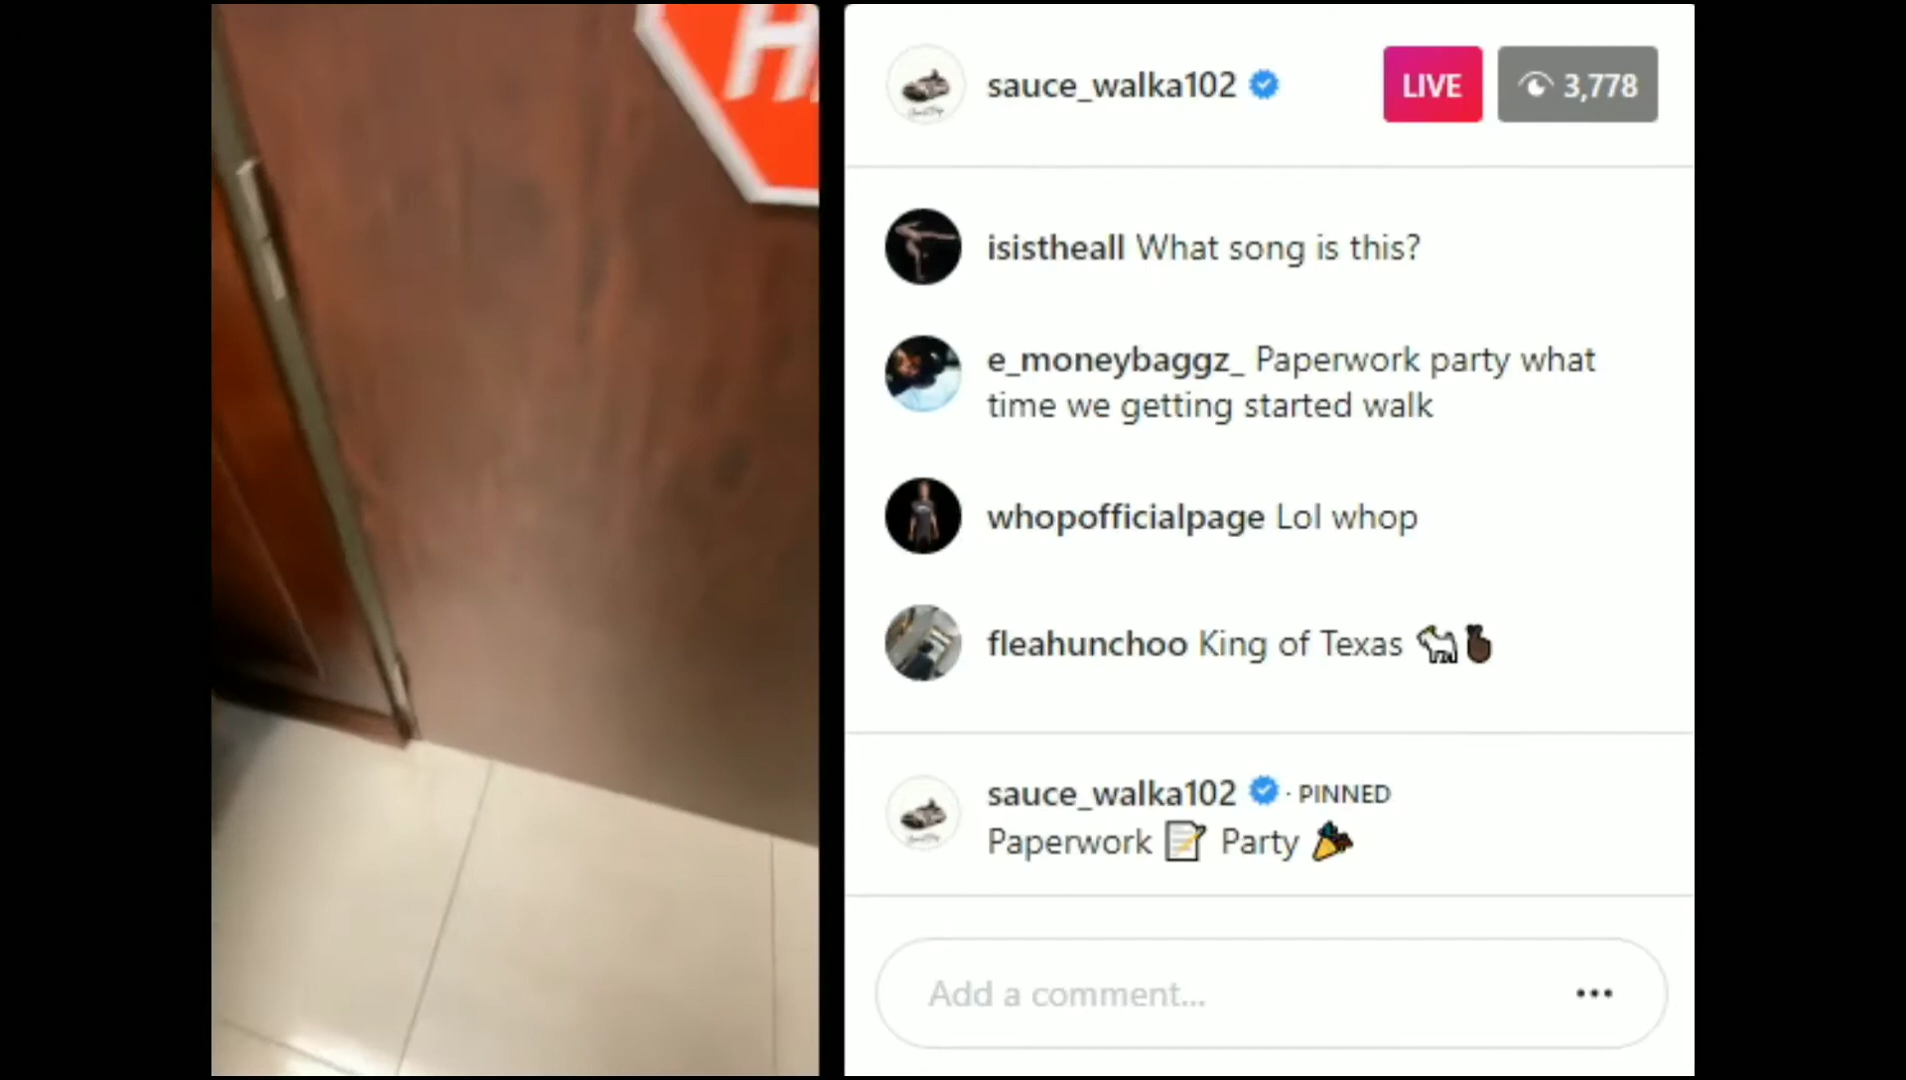 sauce_walka102
LIVE
3,778
isistheall What song is this?
e_moneybaggz_ Paperwork party what
time we getting started walk
whopofficialpage Lol whop
fleahunchoo King of Texas 🐐🤞🏿
sauce_walka102 · PINNED
Paperwork 📝 Party 🎉
Add a comment...